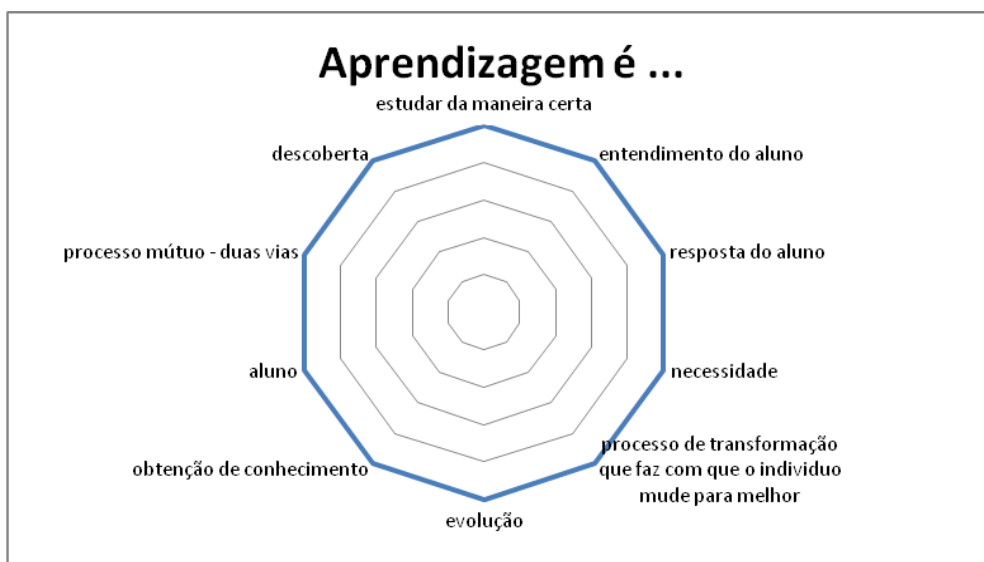 Aprendizagem é ...
estudar da maneira certa
entendimento do aluno
resposta do aluno
necessidade
processo de transformação
que faz com que o individuo
mude para melhor
evolução
obtenção de conhecimento
aluno
processo mútuo - duas vias
descoberta